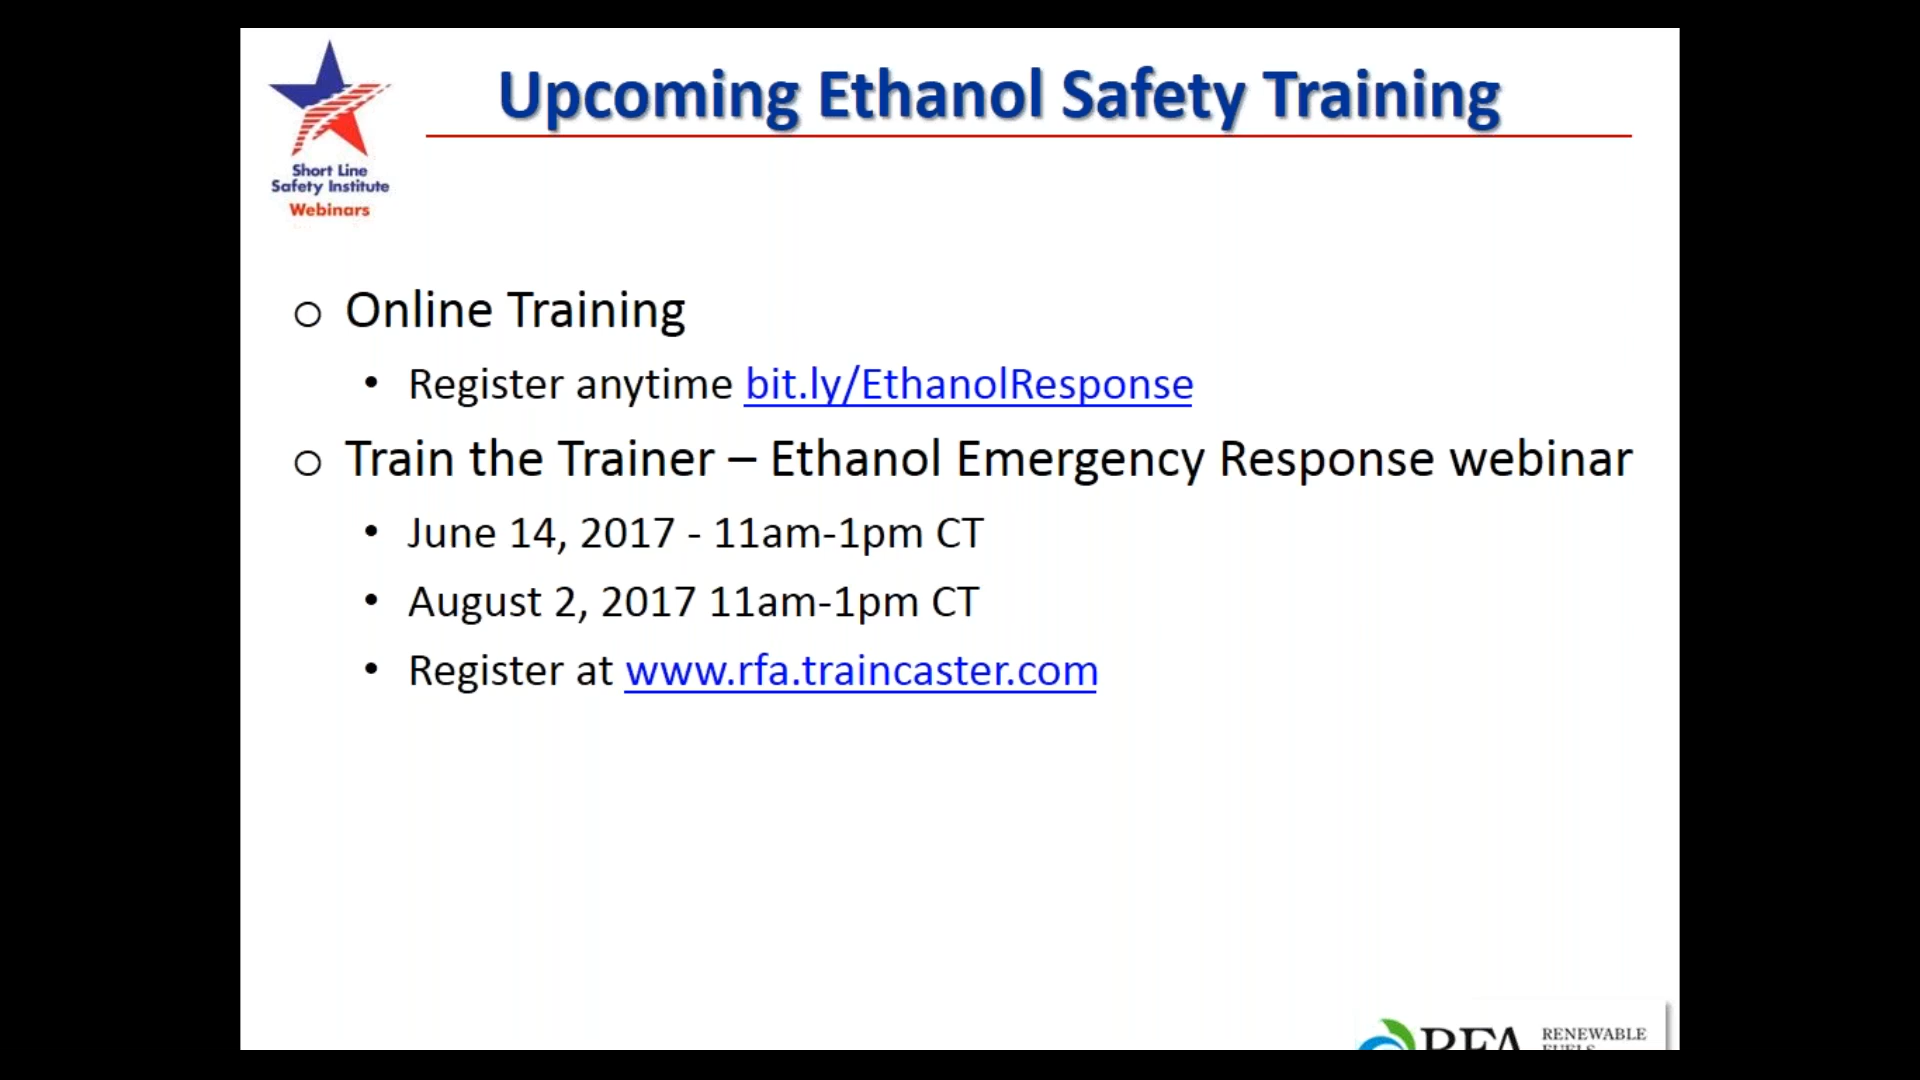 Upcoming Ethanol Safety Training
Short Line
Safety Institute
Webinars
o Online Training
• Register anytime bit.ly/EthanolResponse
o Train the Trainer – Ethanol Emergency Response webinar
• June 14, 2017 - 11am-1pm CT
• August 2, 2017 11am-1pm CT
• Register at www.rfa.traincaster.com
RFA RENEWABLE
FUELS